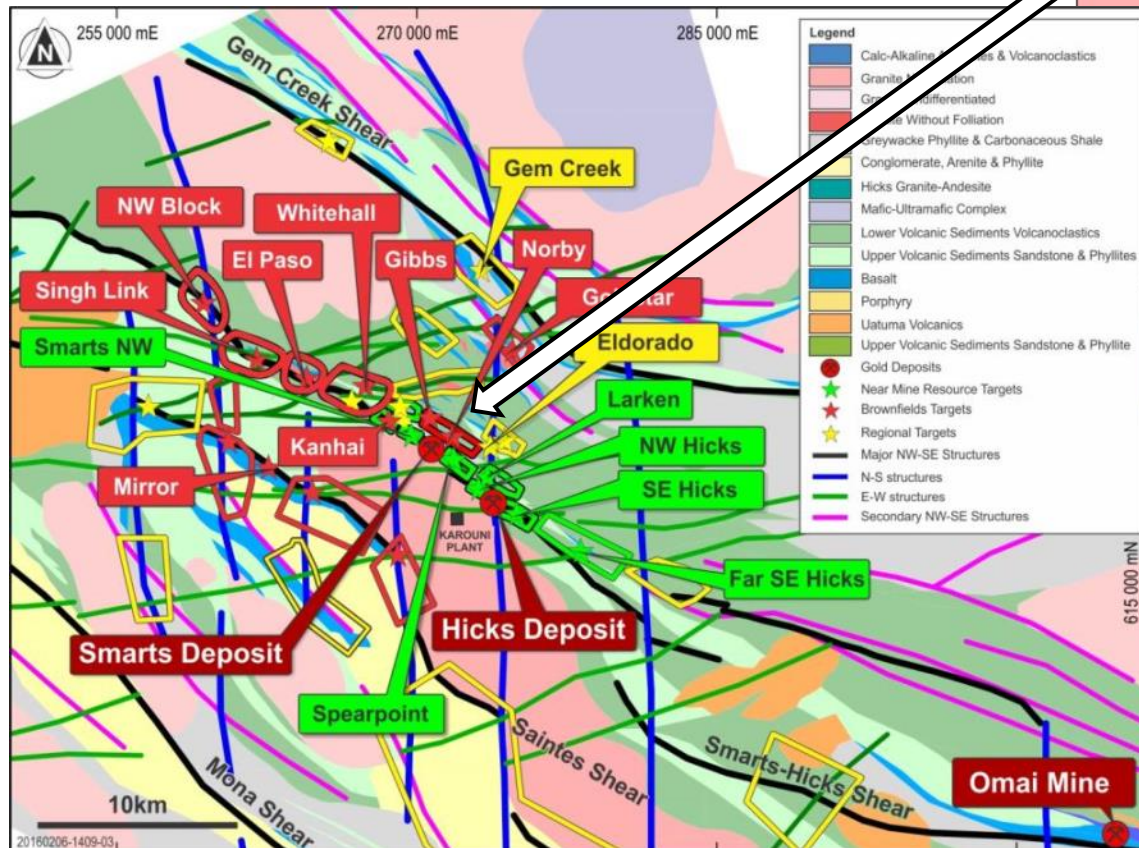 255 000 mE
270 000 mE
285 000 mE
N
Gem Creek Shear
Gem Creek
NW Block
Whitehall
El Paso
Gibbs
Norby
Singh Link
Smarts NW
Eldorado
Larken
Kanhai
NW Hicks
Mirror
SE Hicks
KAROUNI
PLANT
Far SE Hicks
Smarts Deposit
Hicks Deposit
Spearpoint
Saintes Shear
Smarts-Hicks Shear
Mona Shear
Omai Mine
10km
20160206-1409-03
615 000 mN
Legend
Calc-Alkaline & Volcanoclastics
Granite
Without Folliation
Greywacke Phyllite & Carbonaceous Shale
Conglomerate, Arenite & Phyllite
Hicks Granite-Andesite
Mafic-Ultramafic Complex
Lower Volcanic Sediments Volcanoclastics
Upper Volcanic Sediments Sandstone & Phyllites
Basalt
Porphyry
Uatuma Volcanics
Upper Volcanic Sediments Sandstone & Phyllite
Gold Deposits
Near Mine Resource Targets
Brownfields Targets
Regional Targets
Major NW-SE Structures
N-S structures
E-W structures
Secondary NW-SE Structures